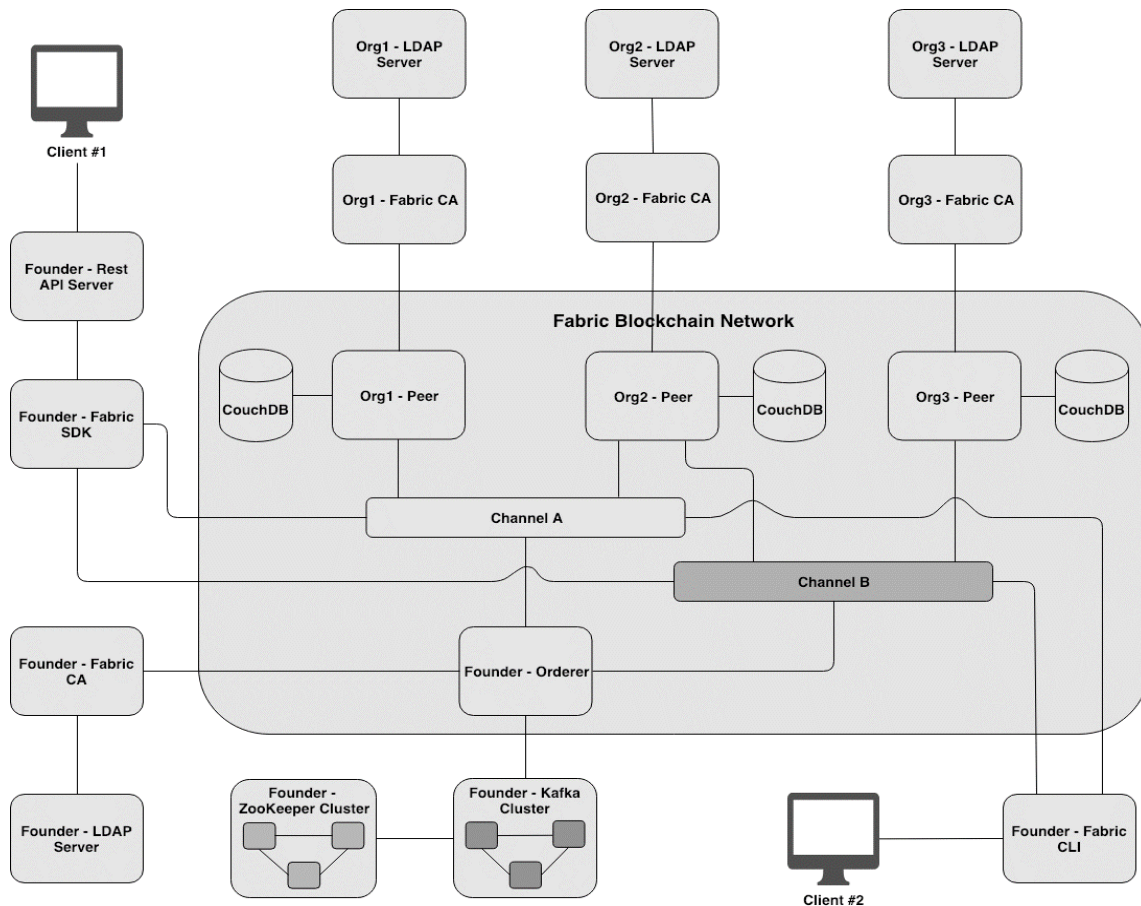 Org1 - LDAP
Server
Org2 - LDAP
Server
Org3 - LDAP
Server
Client #1
Org1 - Fabric CA
Org2 - Fabric CA
Org3 - Fabric CA
Founder - Rest
API Server
Fabric Blockchain Network
CouchDB
Org1 - Peer
Org2 - Peer
CouchDB
Org3 - Peer
CouchDB
Founder - Fabric
SDK
Channel A
Channel B
Founder - Fabric
CA
Founder - Orderer
Founder -
ZooKeeper Cluster
Founder - Kafka
Cluster
Founder - LDAP
Server
Founder - Fabric
CLI
Client #2